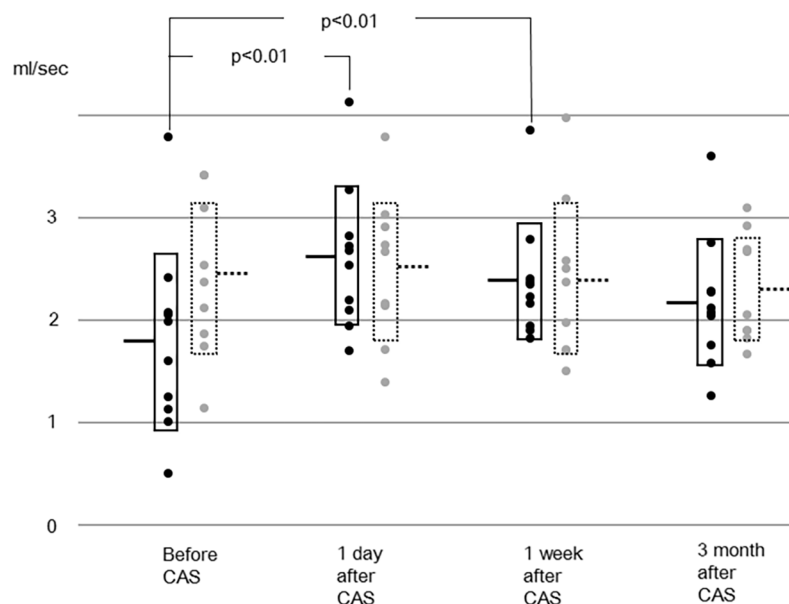 p<0.01
p<0.01
ml/sec
3
2
1
0
Before
CAS
1 day
after
CAS
1 week
after
CAS
3 month
after
CAS